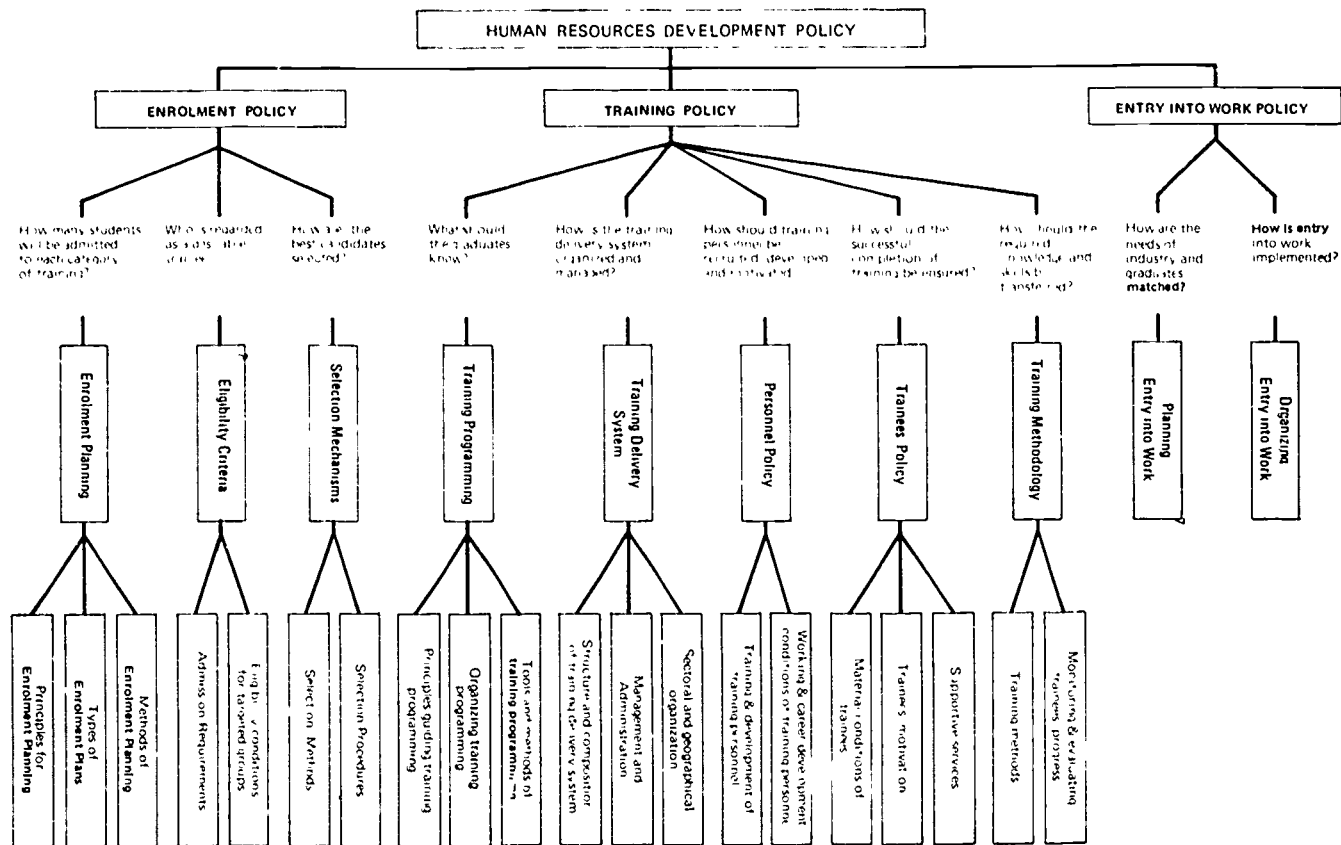 HUMAN RESOURCES DEVELOPMENT POLICY
ENROLMENT POLICY
TRAINING POLICY
ENTRY INTO WORK POLICY
How many students
will be admitted
to each category
of training?
Who is regarded
as a
How are the
best candidates
selected?
What should
the graduates
know?
How is the training
delivery system
organized and
managed?
How should training
personnel be
recruited, developed
and motivated
How should the
successful
completion of
training be ensured?
How should the
required
knowledge and
skills be
transferred?
How are the
needs of
industry and
graduates
matched?
How is entry
into work
implemented?
Enrolment Planning
Eligibility Criteria
Selection Mechanisms
Training Programming
Training Delivery
System
Personnel Policy
Trainees Policy
Training Methodology
Planning
Entry into Work
Organizing
Entry into Work
Principles for
Enrolment Planning
Types of
Enrolment Plans
Methods of
Enrolment Planning
Admission Requirements
Eligibility conditions
for targeted groups
Selection Methods
Selection Procedures
Principles guiding training
programming
Organizing training
programming
Tools and methods of
training
Structure and composition
of training delivery system
Management and
Administration
Sectoral and geographical
organization
Training & development of
training personnel
Working & career development
conditions of training
Material conditions of
trainees
motivation
Supportive services
Training methods
Monitoring & evaluating
trainees progress